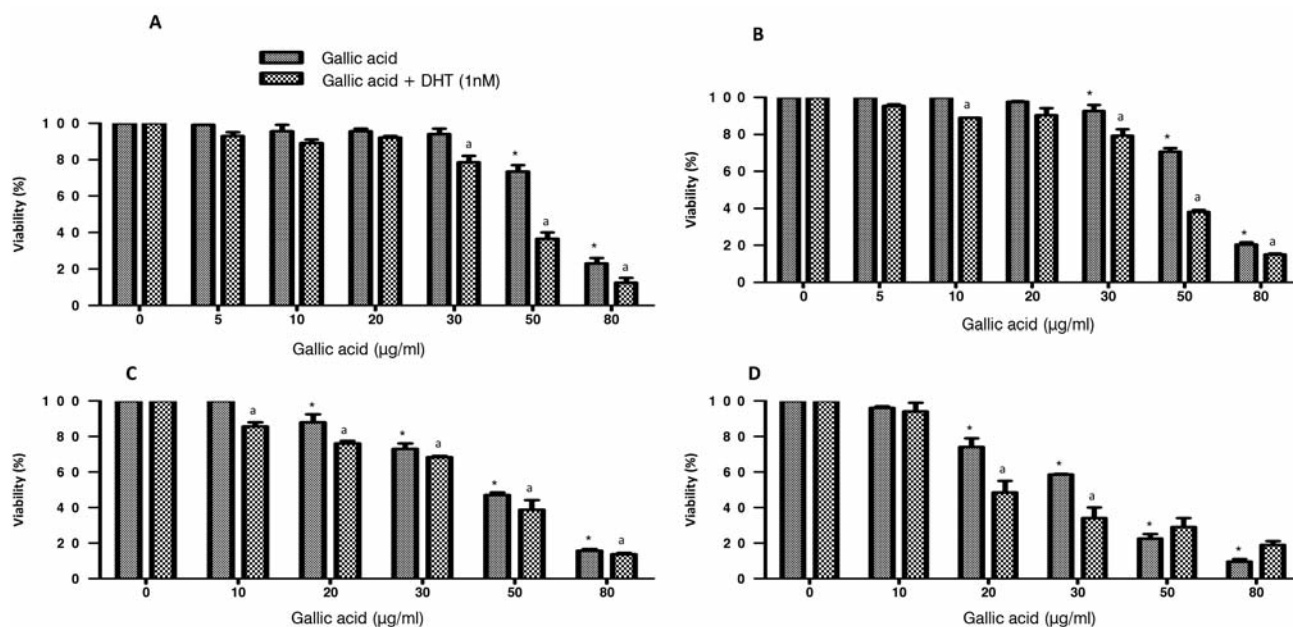 A
Gallic acid
Gallic acid + DHT (1nM)
100
80
60
40
20
0
Viability (%)
* a a * a * a
0 5 10 20 30 50 80
Gallic acid (µg/ml)
B
100
80
60
40
20
0
Viability (%)
a * a * a * a
0 5 10 20 30 50 80
Gallic acid (µg/ml)
C
100
80
60
40
20
0
Viability (%)
a * a * a * a * a
0 10 20 30 50 80
Gallic acid (µg/ml)
D
100
80
60
40
20
0
Viability (%)
* a * a * *
0 10 20 30 50 80
Gallic acid (µg/ml)